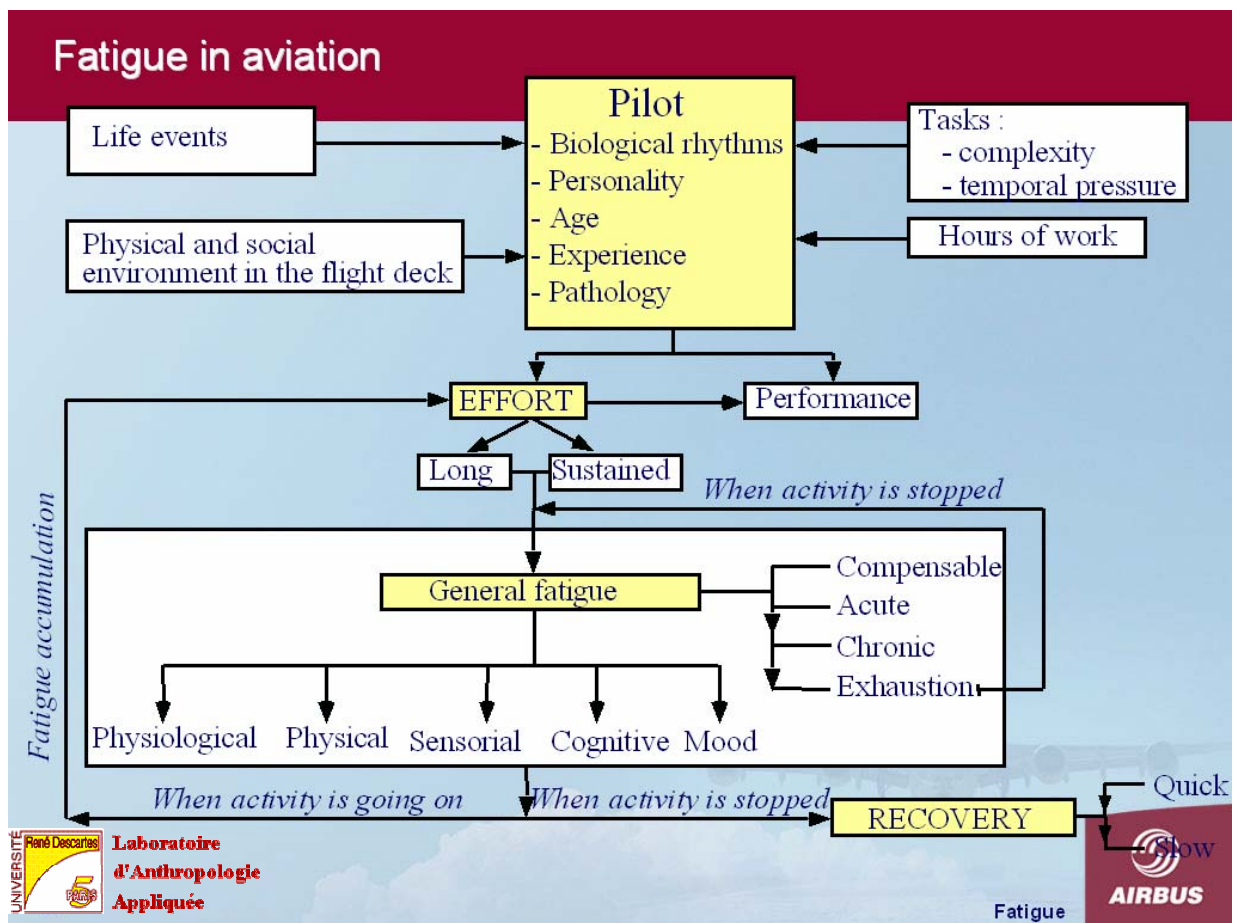 Fatigue in aviation
Life events
Physical and social
environment in the flight deck
Pilot
- Biological rhythms
- Personality
- Age
- Experience
- Pathology
Tasks :
- complexity
- temporal pressure
Hours of work
EFFORT
Performance
Long
Sustained
When activity is stopped
Fatigue accumulation
General fatigue
Compensable
Acute
Chronic
Exhaustion
Physiological
Physical
Sensorial
Cognitive
Mood
When activity is going on
When activity is stopped
RECOVERY
Quick
Slow
UNIVERSITÉ
René Descartes
5
PARIS
Laboratoire
d'Anthropologie
Appliquée
Fatigue
AIRBUS